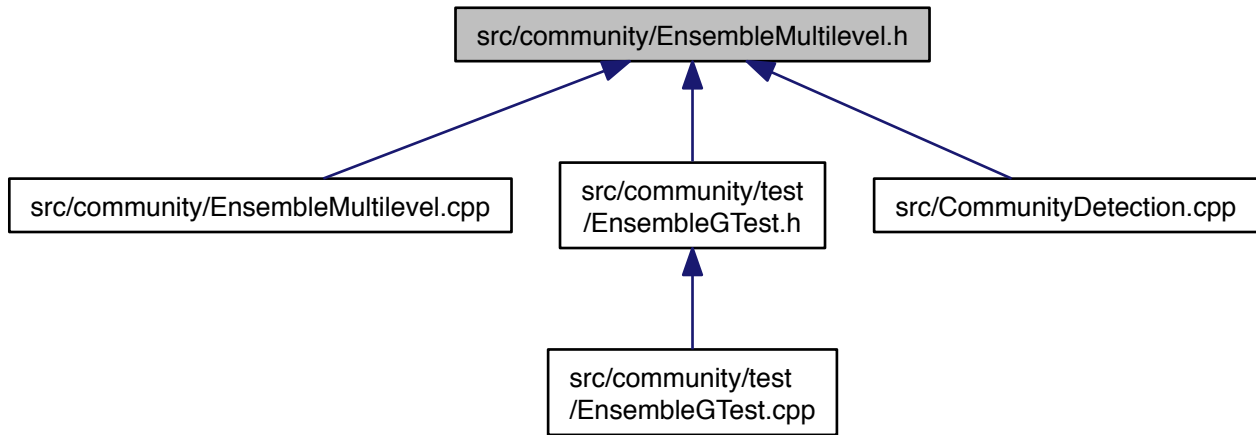 src/community/EnsembleMultilevel.h
src/community/EnsembleMultilevel.cpp
src/community/test
/EnsembleGTest.h
src/CommunityDetection.cpp
src/community/test
/EnsembleGTest.cpp